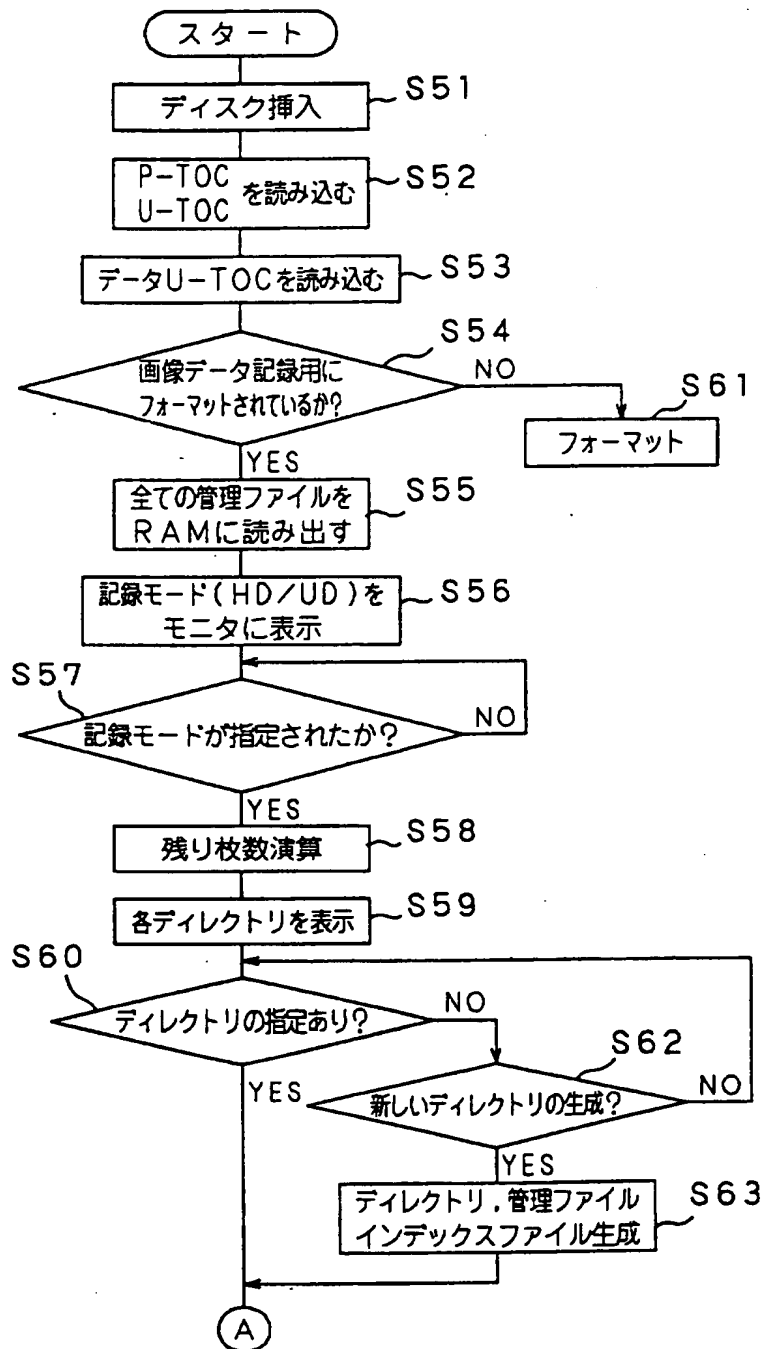 スタート
S51
ディスク挿入
S52
P-TOC
U-TOC
を読み込む
S53
データU-TOCを読み込む
S54
画像データ記録用に
フォーマットされているか?
NO
S61
フォーマット
YES
S55
全ての管理ファイルを
RAMに読み出す
S56
記録モード(HD/UD)を
モニタに表示
S57
記録モードが指定されたか?
NO
YES
S58
残り枚数演算
S59
各ディレクトリを表示
S60
ディレクトリの指定あり?
NO
S62
YES
新しいディレクトリの生成?
NO
YES
S63
ディレクトリ,管理ファイル
インデックスファイル生成
A